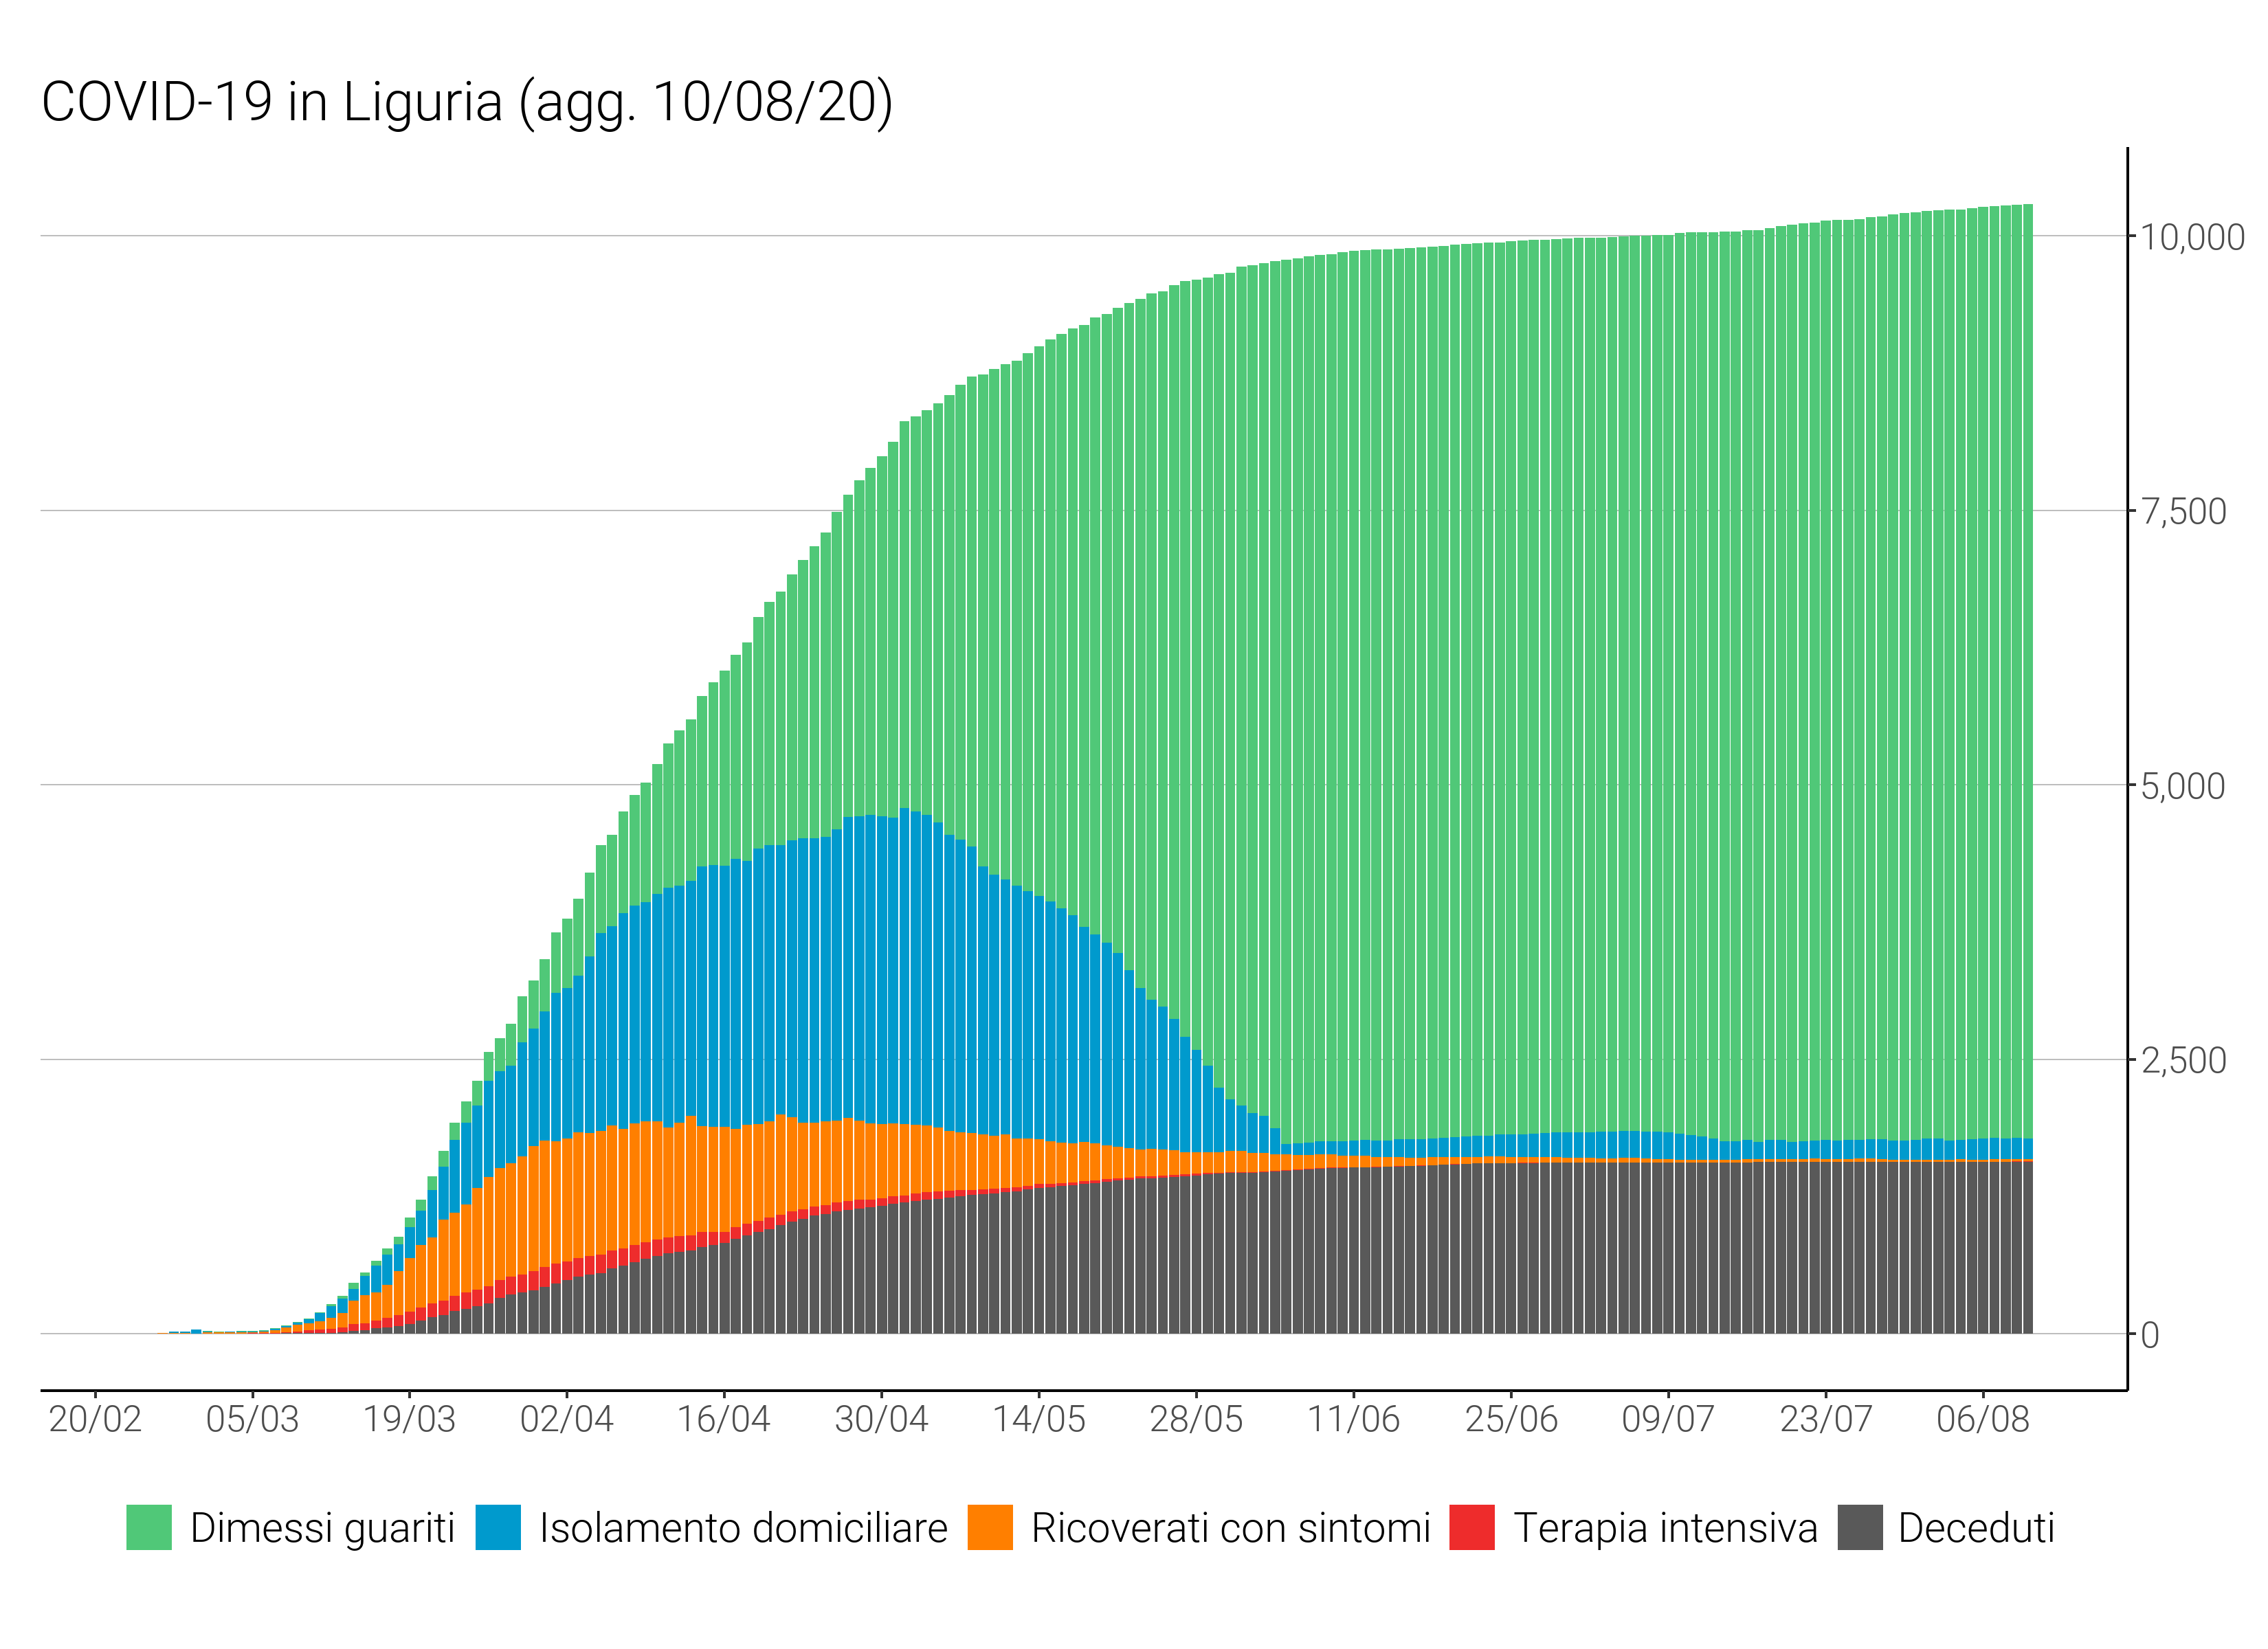 COVID-19 in Liguria (agg. 10/08/20)
10,000
7,500
5,000
2,500
0
20/02 05/03 19/03 02/04 16/04 30/04 14/05 28/05 11/06 25/06 09/07 23/07 06/08
Dimessi guariti Isolamento domiciliare Ricoverati con sintomi Terapia intensiva Deceduti